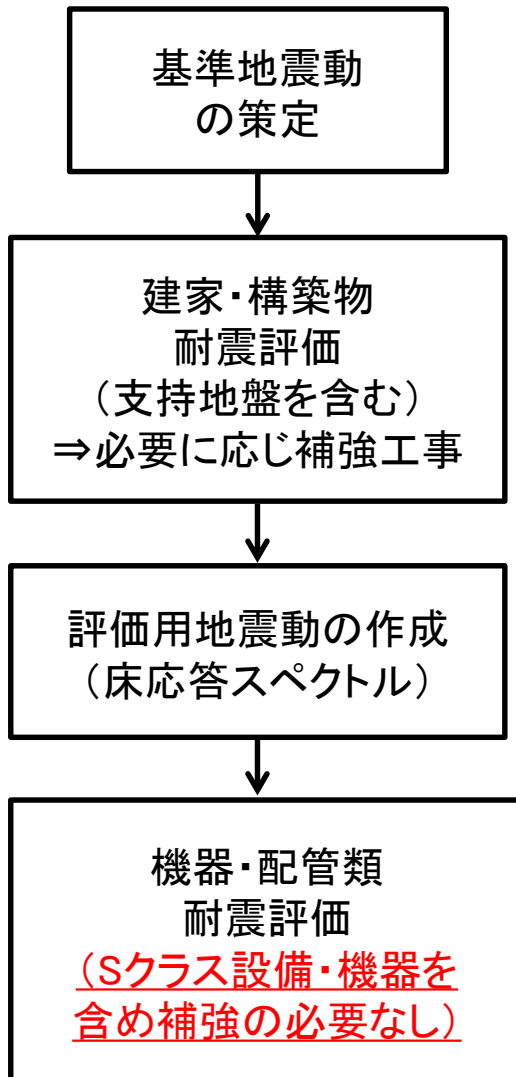 基準地震動
の策定
建家・構築物
耐震評価
（支持地盤を含む）
⇒必要に応じ補強工事
評価用地震動の作成
（床応答スペクトル）
機器・配管類
耐震評価
（Sクラス設備・機器を
含め補強の必要なし）